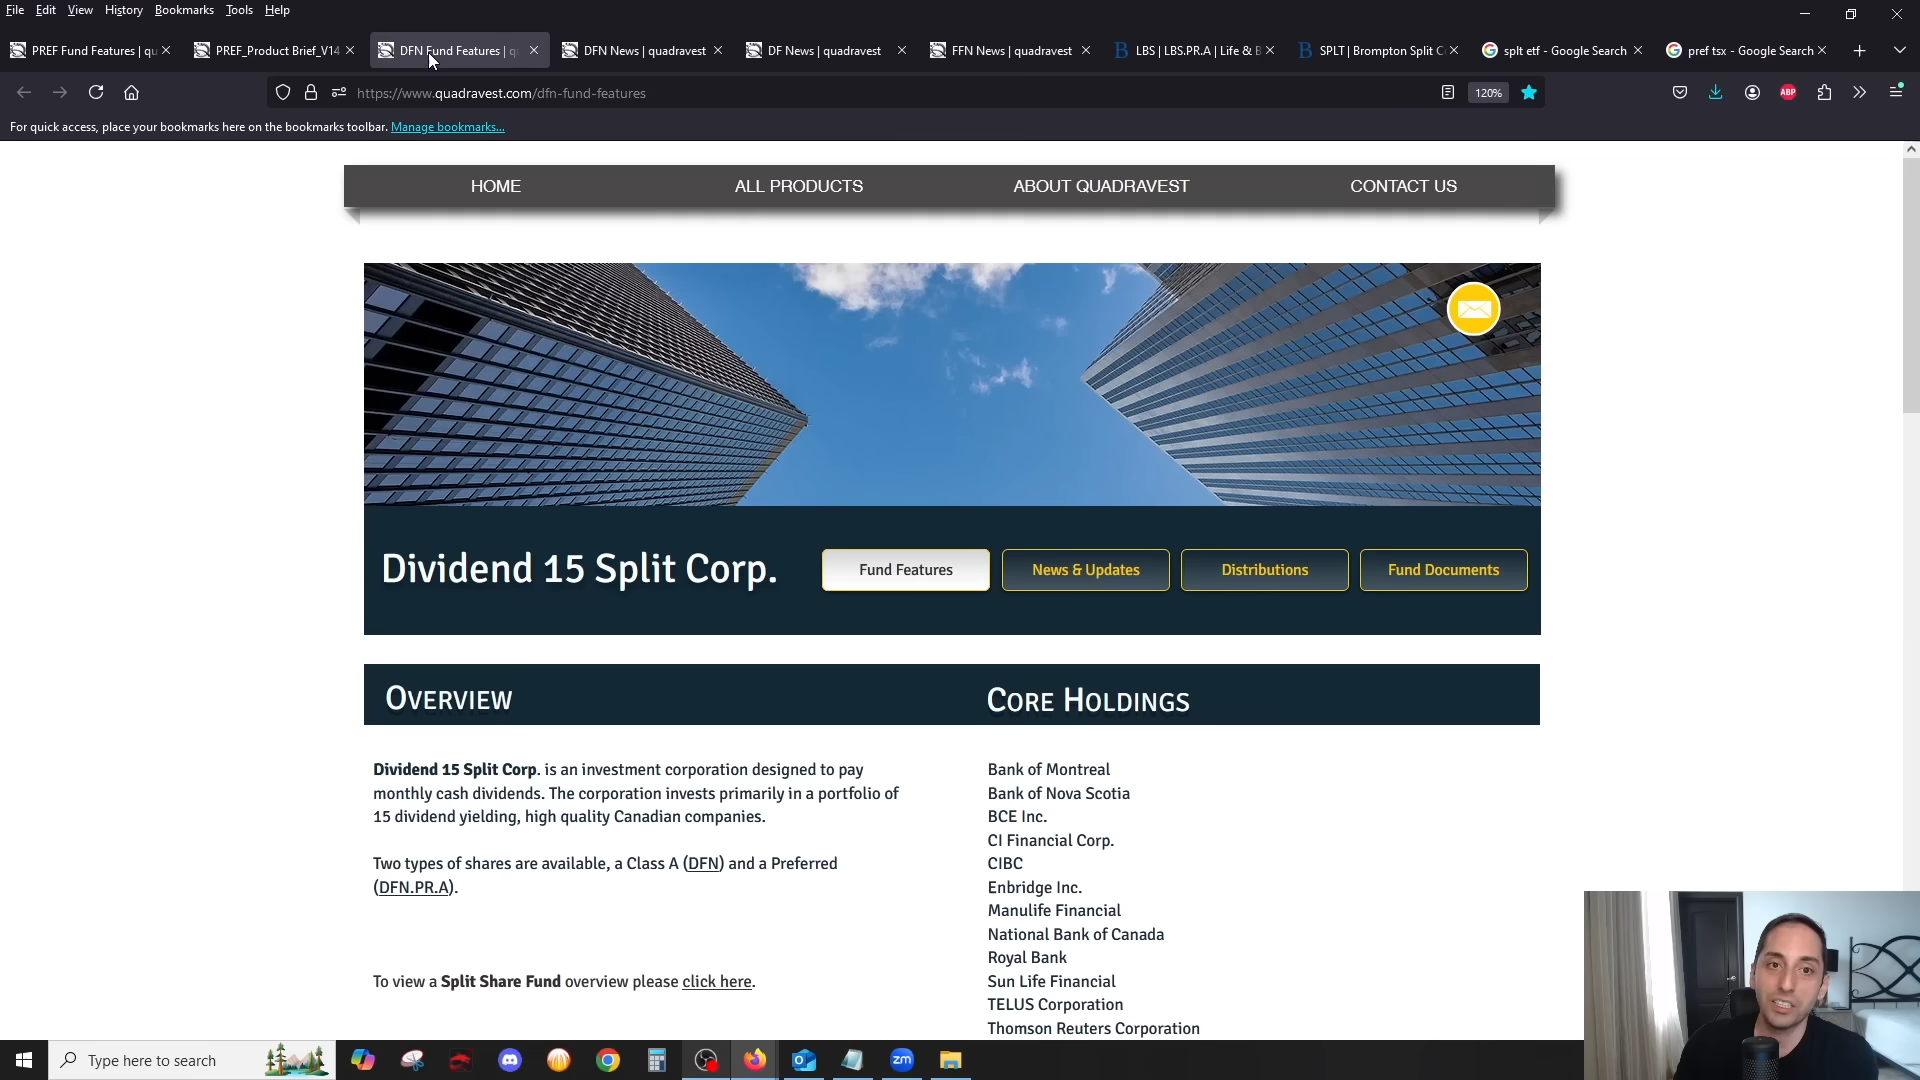 File Edit View History Bookmarks Tools Help
PREF Fund Features | qu
PREF_Product Brief_V14
DFN Fund Features | q
DFN News | quadravest
DF News | quadravest
FFN News | quadravest
LBS | LBS.PR.A | Life & B
SPLT | Brompton Split C
splt etf - Google Search
pref tsx - Google Search
https://www.quadravest.com/dfn-fund-features
120%
ABP
For quick access, place your bookmarks here on the bookmarks toolbar. Manage bookmarks...
HOME ALL PRODUCTS ABOUT QUADRAVEST CONTACT US
Dividend 15 Split Corp.
Fund Features
News & Updates
Distributions
Fund Documents
OVERVIEW
Dividend 15 Split Corp. is an investment corporation designed to pay
monthly cash dividends. The corporation invests primarily in a portfolio of
15 dividend yielding, high quality Canadian companies.
Two types of shares are available, a Class A (DFN) and a Preferred
(DFN.PR.A).
To view a Split Share Fund overview please click here.
CORE HOLDINGS
Bank of Montreal
Bank of Nova Scotia
BCE Inc.
CI Financial Corp.
CIBC
Enbridge Inc.
Manulife Financial
National Bank of Canada
Royal Bank
Sun Life Financial
TELUS Corporation
Thomson Reuters Corporation
Type here to search
zm